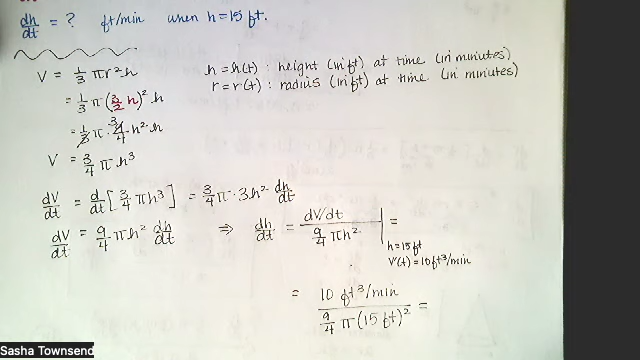 dh/dt = ? ft/min when h = 15 ft.
V = 1/3 πr²h
h = h(t) : height (in ft) at time (in minutes)
r = r(t) : radius (in ft) at time (in minutes)
= 1/3 π (3/2 h)² h
= 1/3 π · 9/4 h² · h
V = 3/4 π h³
dV/dt = d/dt [3/4 πh³] = 3/4 π · 3h² dh/dt
dV/dt = 9/4 πh² dh/dt ⇒ dh/dt = dV/dt / 9/4 πh² | =
h = 15 ft
V'(t) = 10 ft³/min
= 10 ft³/min / 9/4 π (15 ft)² =
Sasha Townsend